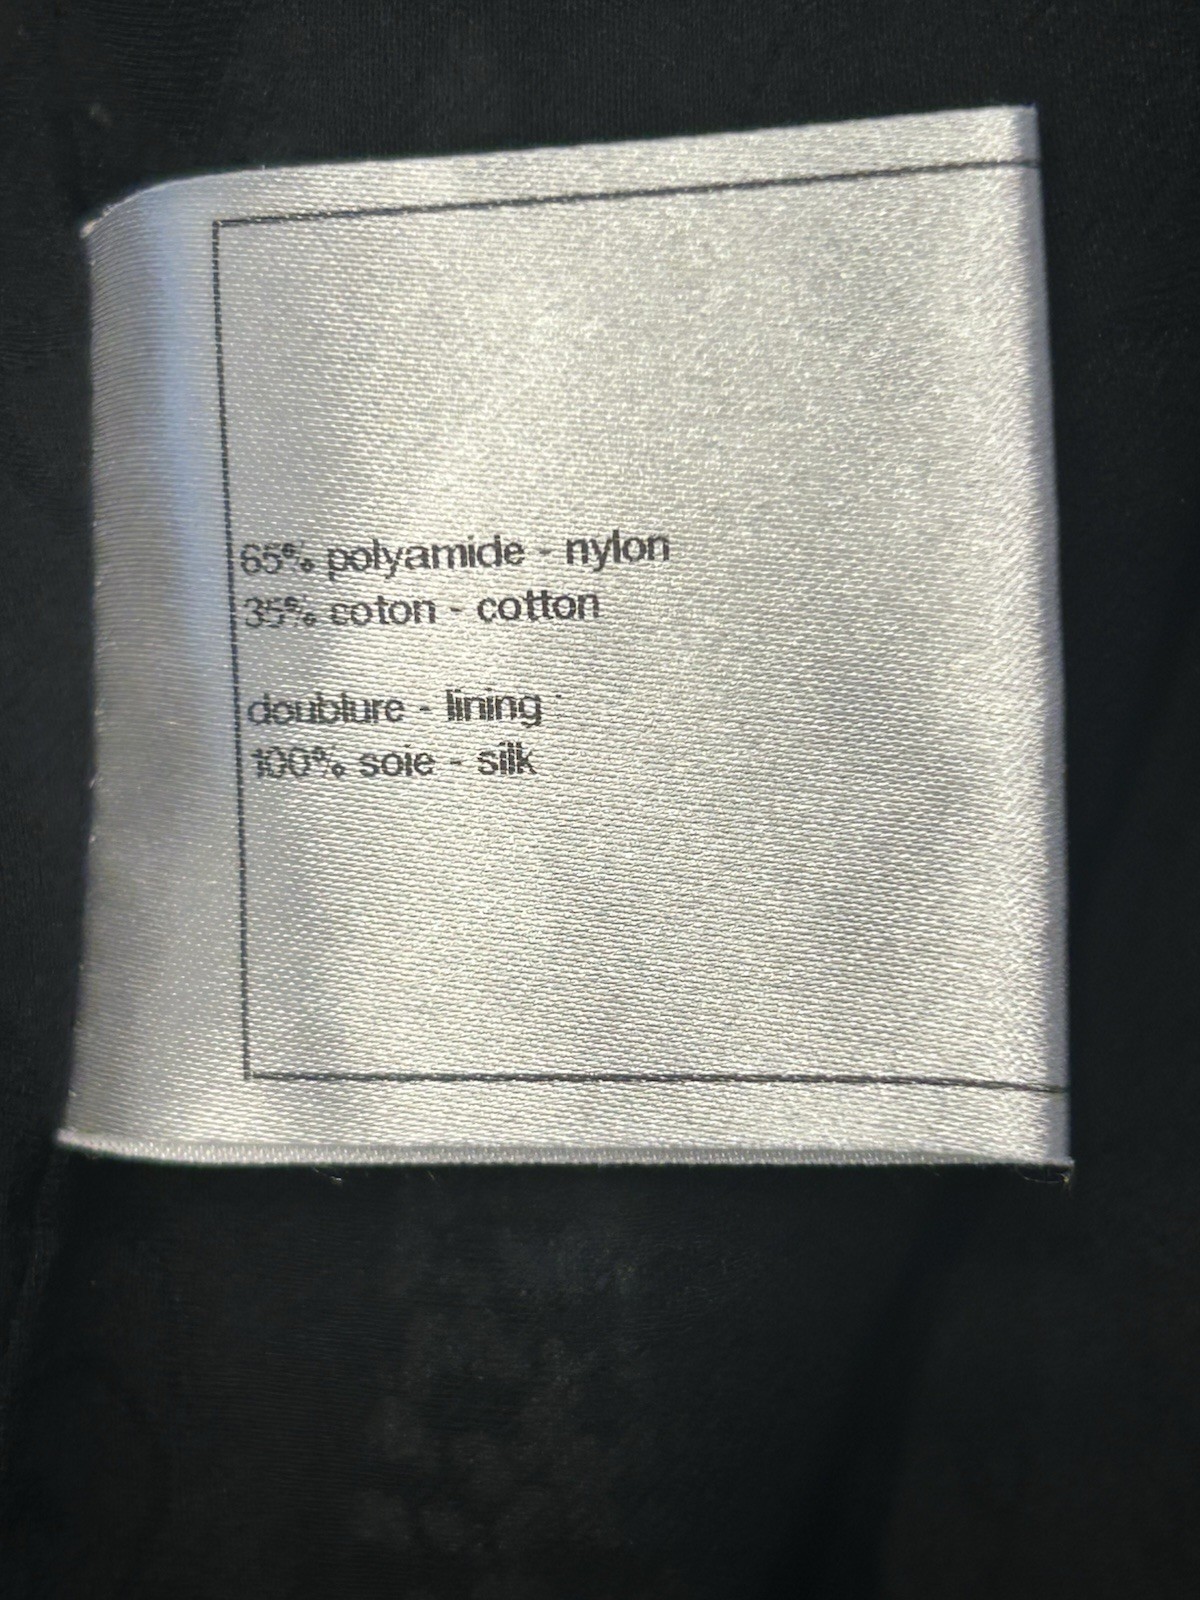 65% polyamide - nylon
35% coton - cotton
doublure - lining
100% soie - silk